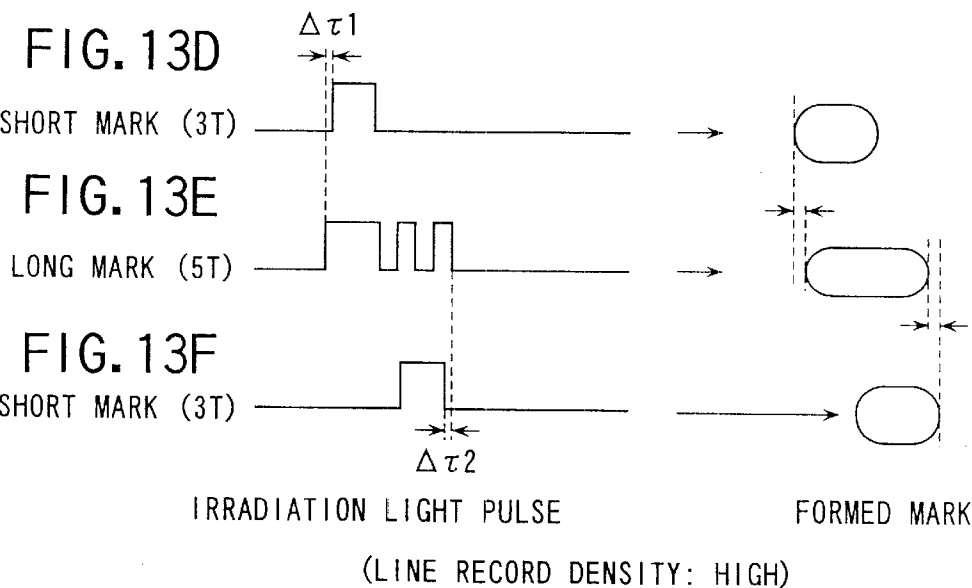 FIG. 13D
Δτ1
SHORT MARK (3T)
FIG. 13E
LONG MARK (5T)
FIG. 13F
SHORT MARK (3T)
Δτ2
IRRADIATION LIGHT PULSE
FORMED MARK
(LINE RECORD DENSITY: HIGH)